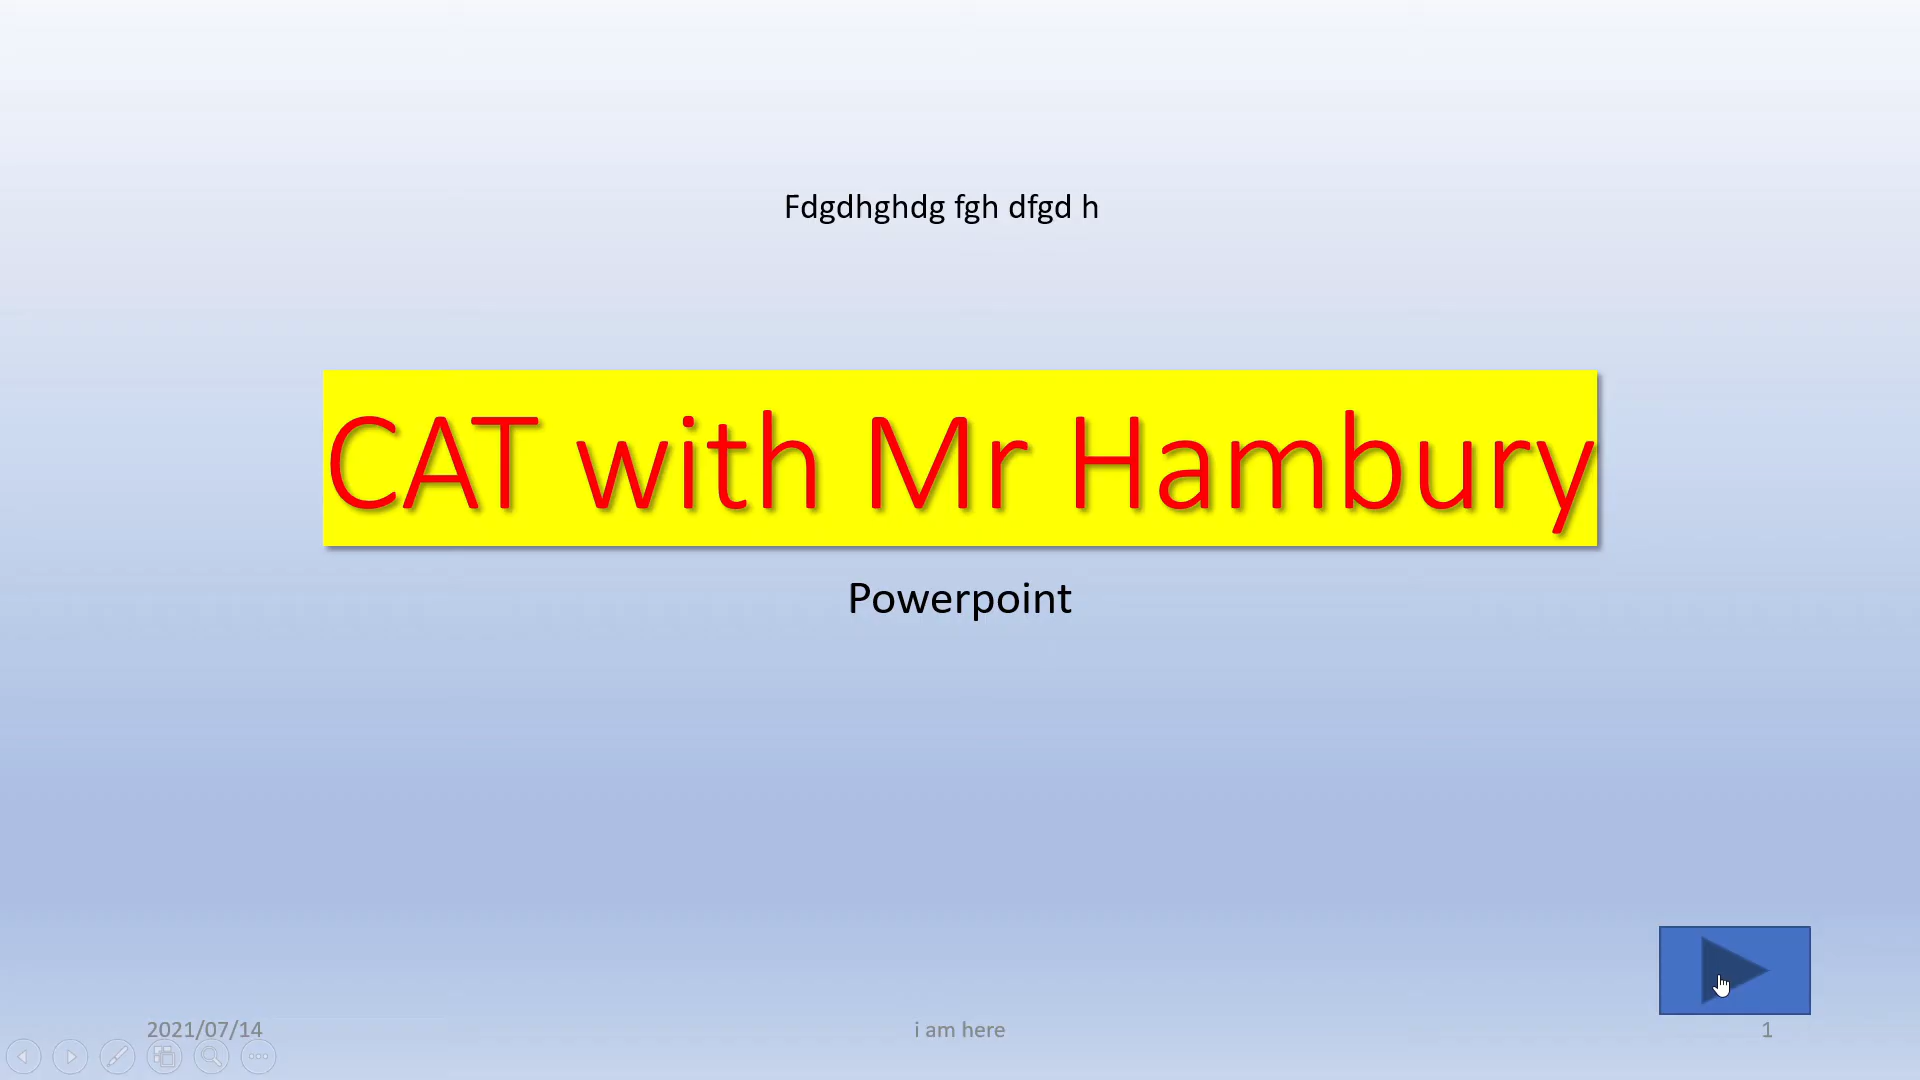 Fdgdhghdg fgh dfgd h
CAT with Mr Hambury
Powerpoint
2021/07/14
i am here
1